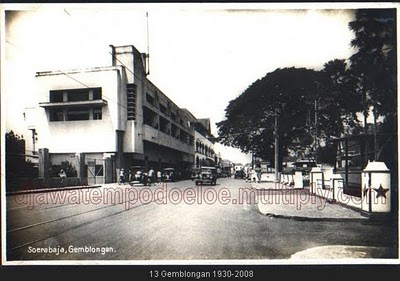 djawatempodoeloe.multiply.com
Soerabaja, Gemblongan.
13 Gemblongan 1930-2008